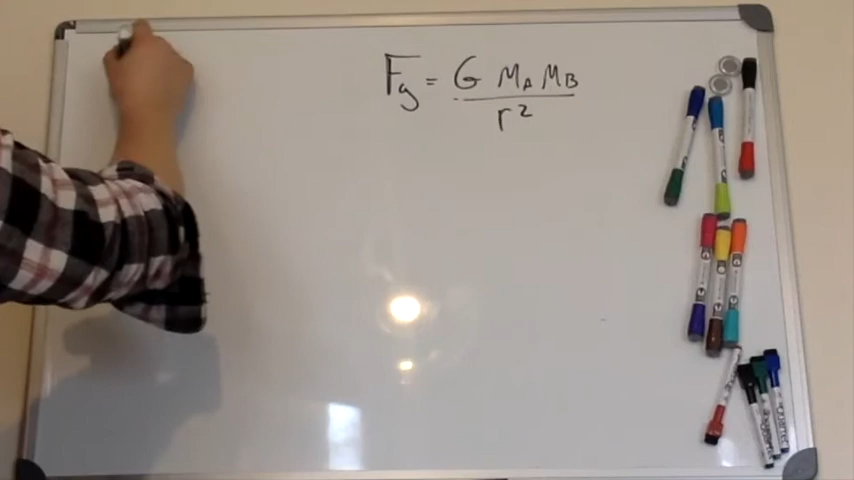 Fg = G MA MB
r²